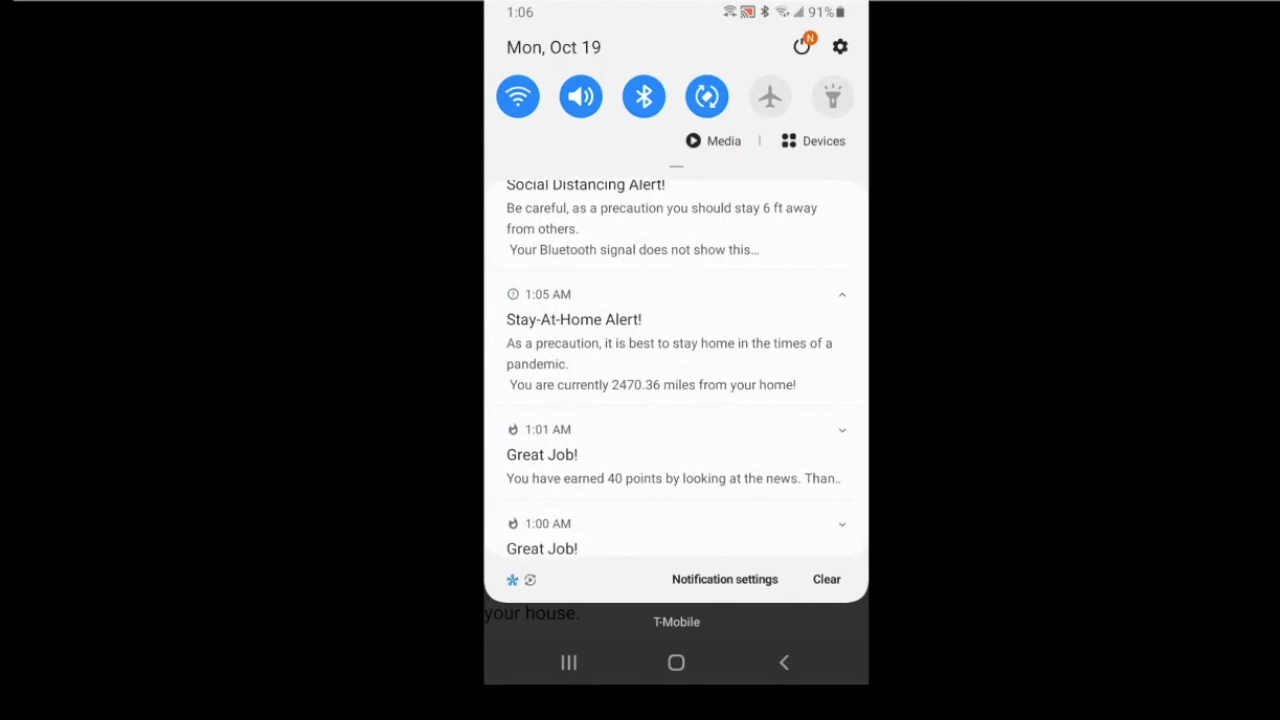 1:06
91%
Mon, Oct 19
N
Media | Devices
Social Distancing Alert!
Be careful, as a precaution you should stay 6 ft away
from others.
Your Bluetooth signal does not show this...
1:05 AM
Stay-At-Home Alert!
As a precaution, it is best to stay home in the times of a
pandemic.
You are currently 2470.36 miles from your home!
1:01 AM
Great Job!
You have earned 40 points by looking at the news. Than..
1:00 AM
Great Job!
Notification settings
Clear
your house.
T-Mobile